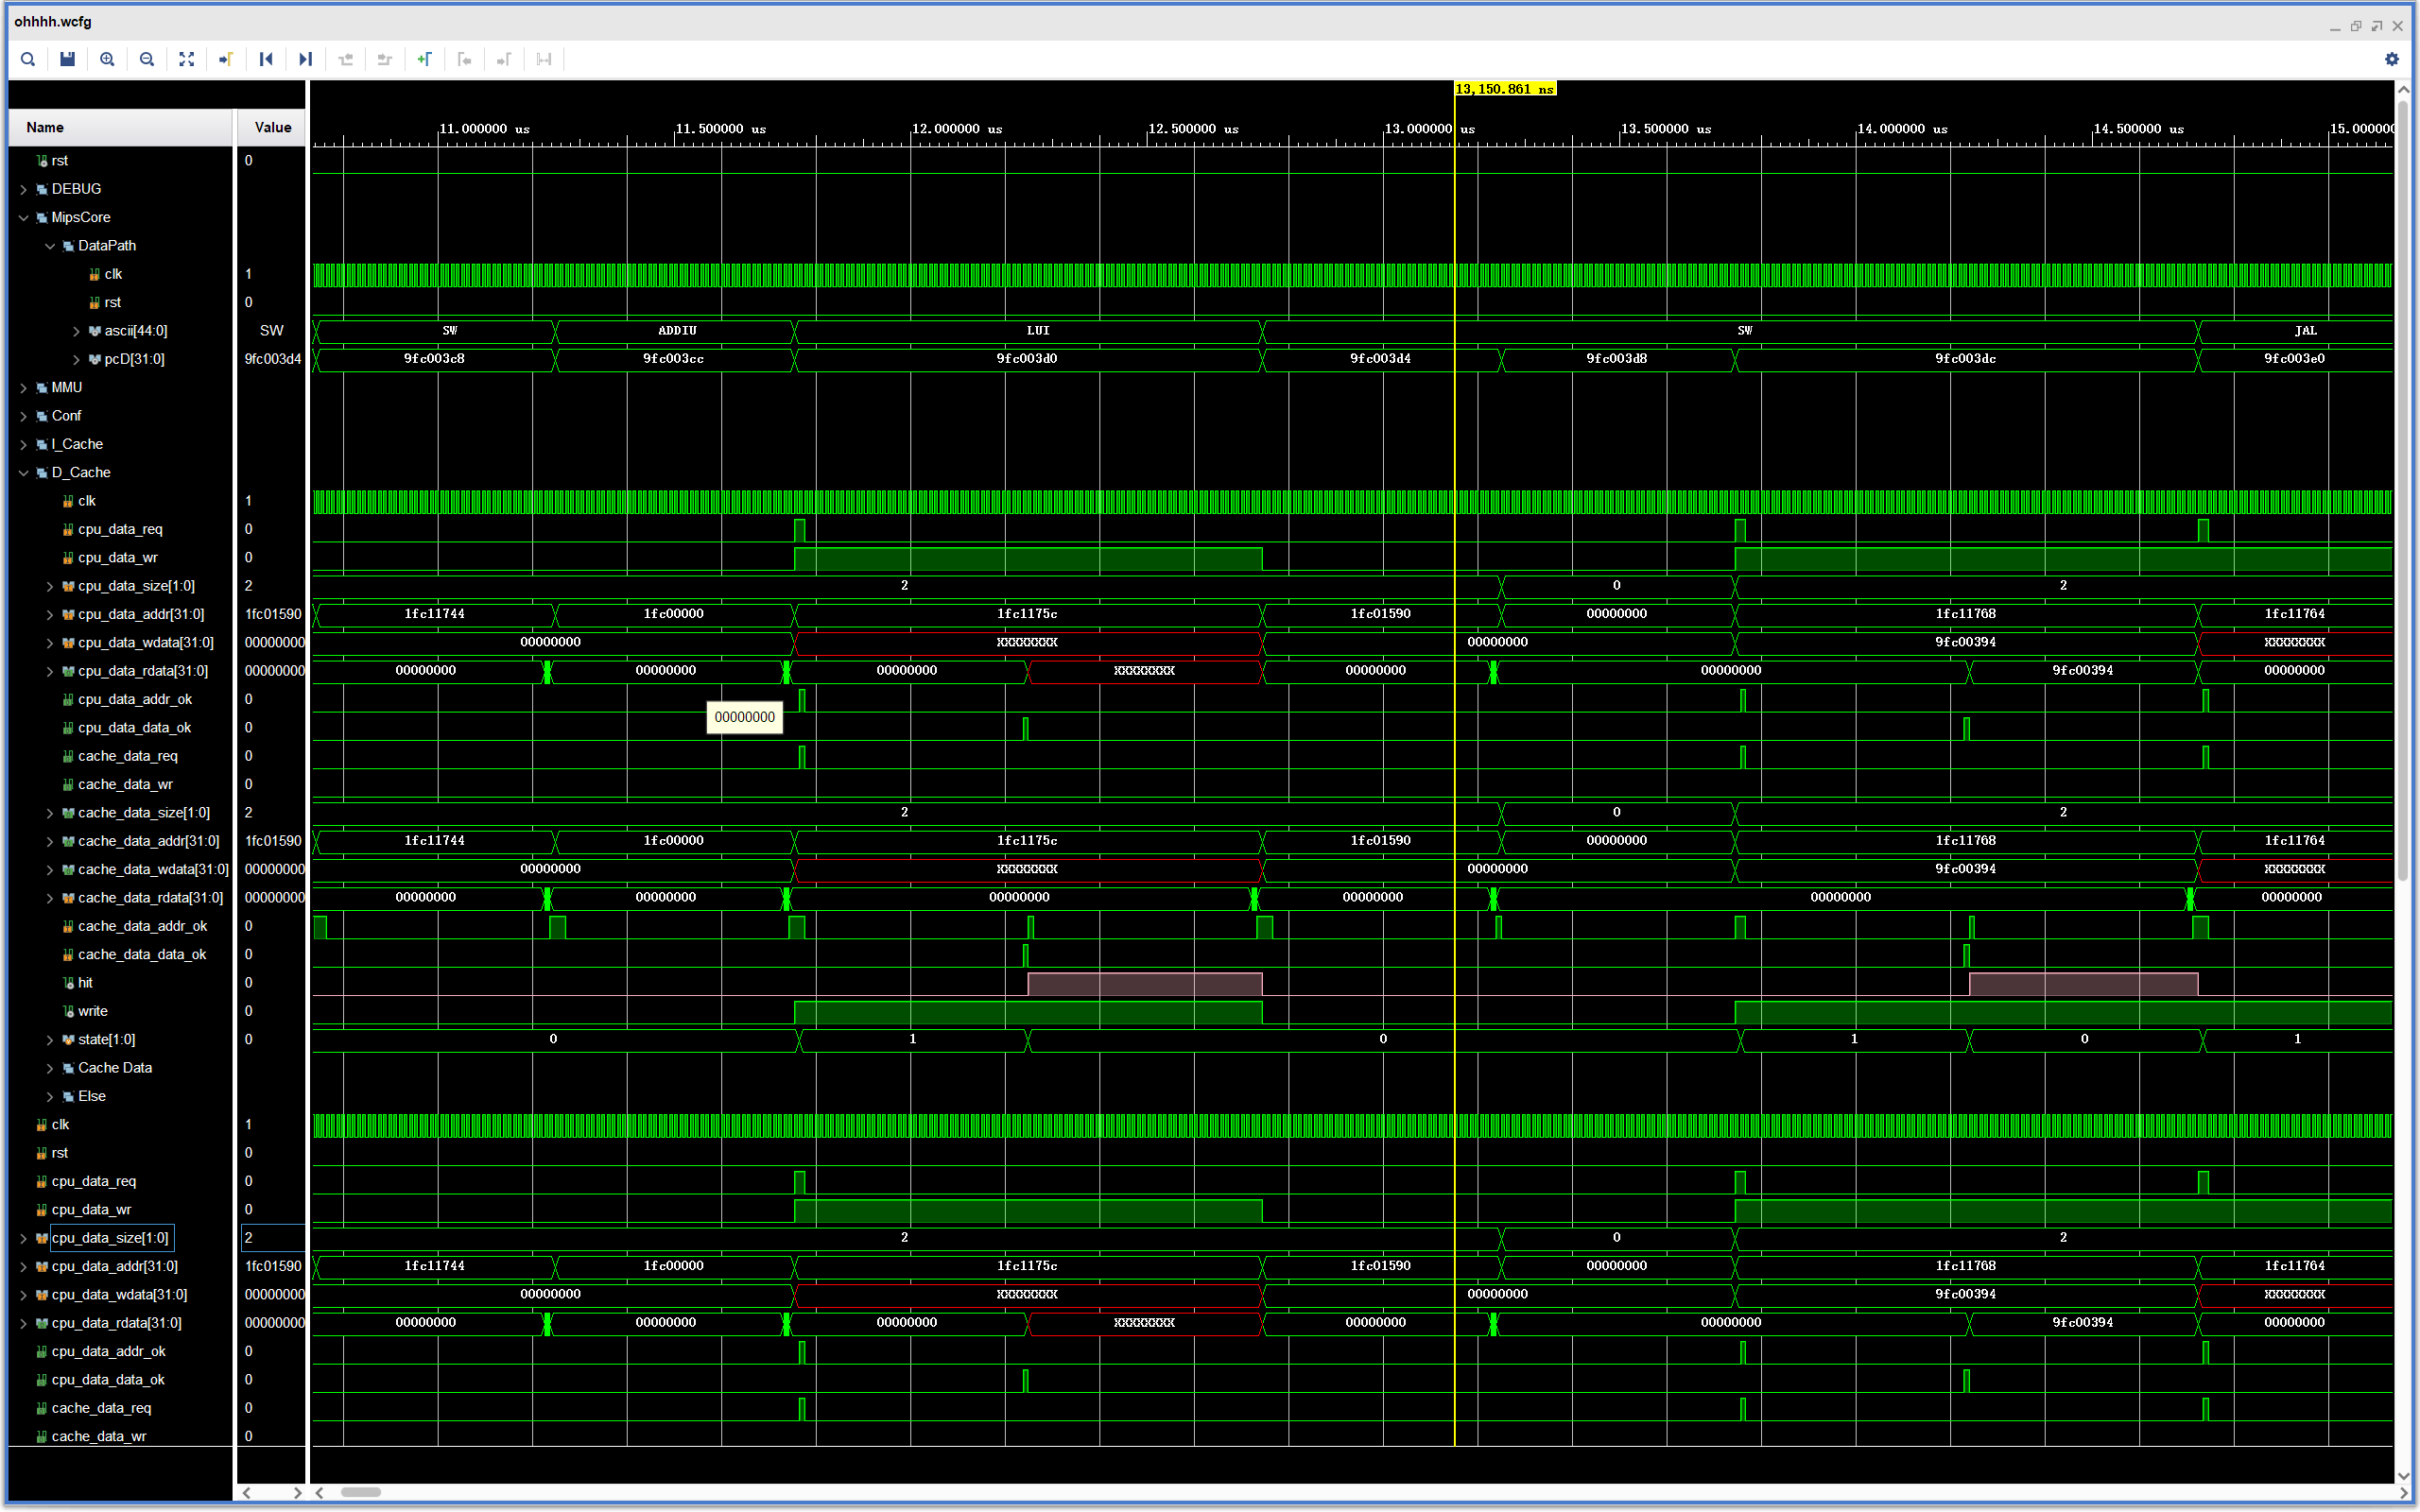 ohhhh.wcfg
13,150.861 ns
Name Value
11.000000 us 11.500000 us 12.000000 us 12.500000 us 13.000000 us 13.500000 us 14.000000 us 14.500000 us 15.00000
rst 0
DEBUG
MipsCore
DataPath
clk 1
rst 0
ascii[44:0] SW SW ADDIU LUI SW JAL
pcD[31:0] 9fc003d4 9fc003c8 9fc003cc 9fc003d0 9fc003d4 9fc003d8 9fc003dc 9fc003e0
MMU
Conf
I_Cache
D_Cache
clk 1
cpu_data_req 0
cpu_data_wr 0
cpu_data_size[1:0] 2 2 0 2
cpu_data_addr[31:0] 1fc01590 1fc11744 1fc00000 1fc1175c 1fc01590 00000000 1fc11768 1fc11764
cpu_data_wdata[31:0] 00000000 00000000 XXXXXXXX 00000000 9fc00394 XXXXXXXX
cpu_data_rdata[31:0] 00000000 00000000 00000000 00000000 XXXXXXXX 00000000 00000000 9fc00394 00000000
cpu_data_addr_ok 0
00000000
cpu_data_data_ok 0
cache_data_req 0
cache_data_wr 0
cache_data_size[1:0] 2 2 0 2
cache_data_addr[31:0] 1fc01590 1fc11744 1fc00000 1fc1175c 1fc01590 00000000 1fc11768 1fc11764
cache_data_wdata[31:0] 00000000 00000000 XXXXXXXX 00000000 9fc00394 XXXXXXXX
cache_data_rdata[31:0] 00000000 00000000 00000000 00000000 00000000 00000000 00000000
cache_data_addr_ok 0
cache_data_data_ok 0
hit 0
write 0
state[1:0] 0 0 1 0 1 0 1
Cache Data
Else
clk 1
rst 0
cpu_data_req 0
cpu_data_wr 0
cpu_data_size[1:0] 2 2 0 2
cpu_data_addr[31:0] 1fc01590 1fc11744 1fc00000 1fc1175c 1fc01590 00000000 1fc11768 1fc11764
cpu_data_wdata[31:0] 00000000 00000000 XXXXXXXX 00000000 9fc00394 XXXXXXXX
cpu_data_rdata[31:0] 00000000 00000000 00000000 00000000 XXXXXXXX 00000000 00000000 9fc00394 00000000
cpu_data_addr_ok 0
cpu_data_data_ok 0
cache_data_req 0
cache_data_wr 0